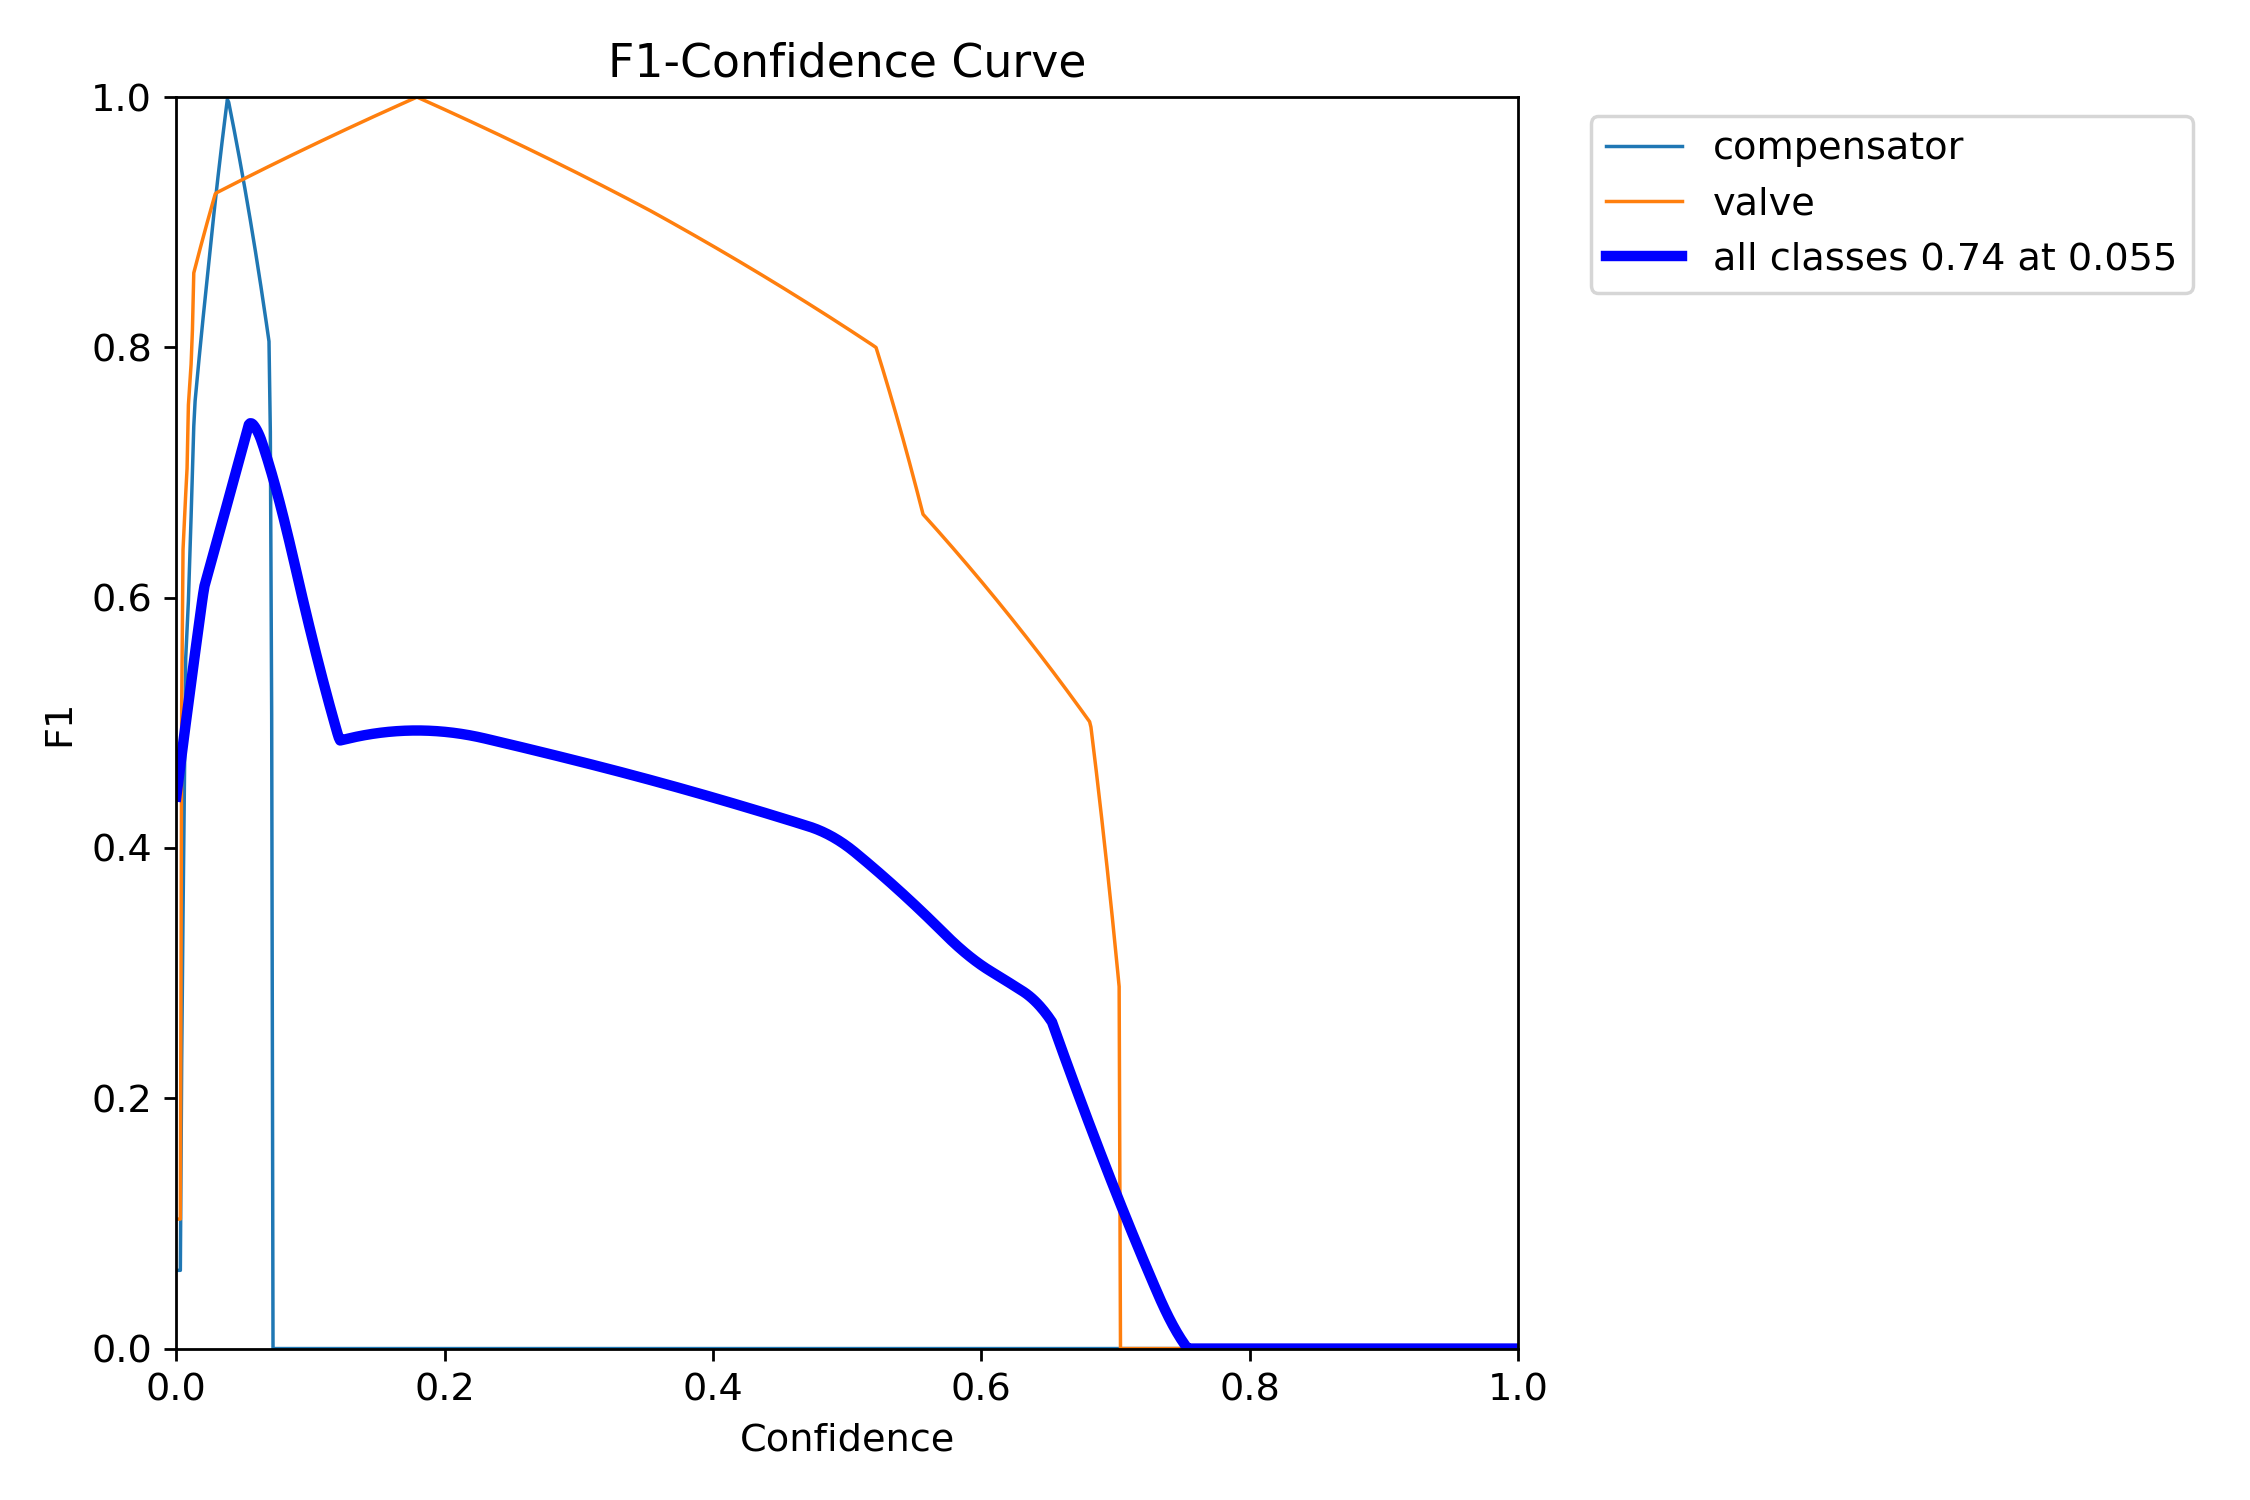 F1-Confidence Curve
compensator
valve
all classes 0.74 at 0.055
1.0
0.8
0.6
0.4
0.2
0.0
F1
0.0 0.2 0.4 0.6 0.8 1.0
Confidence